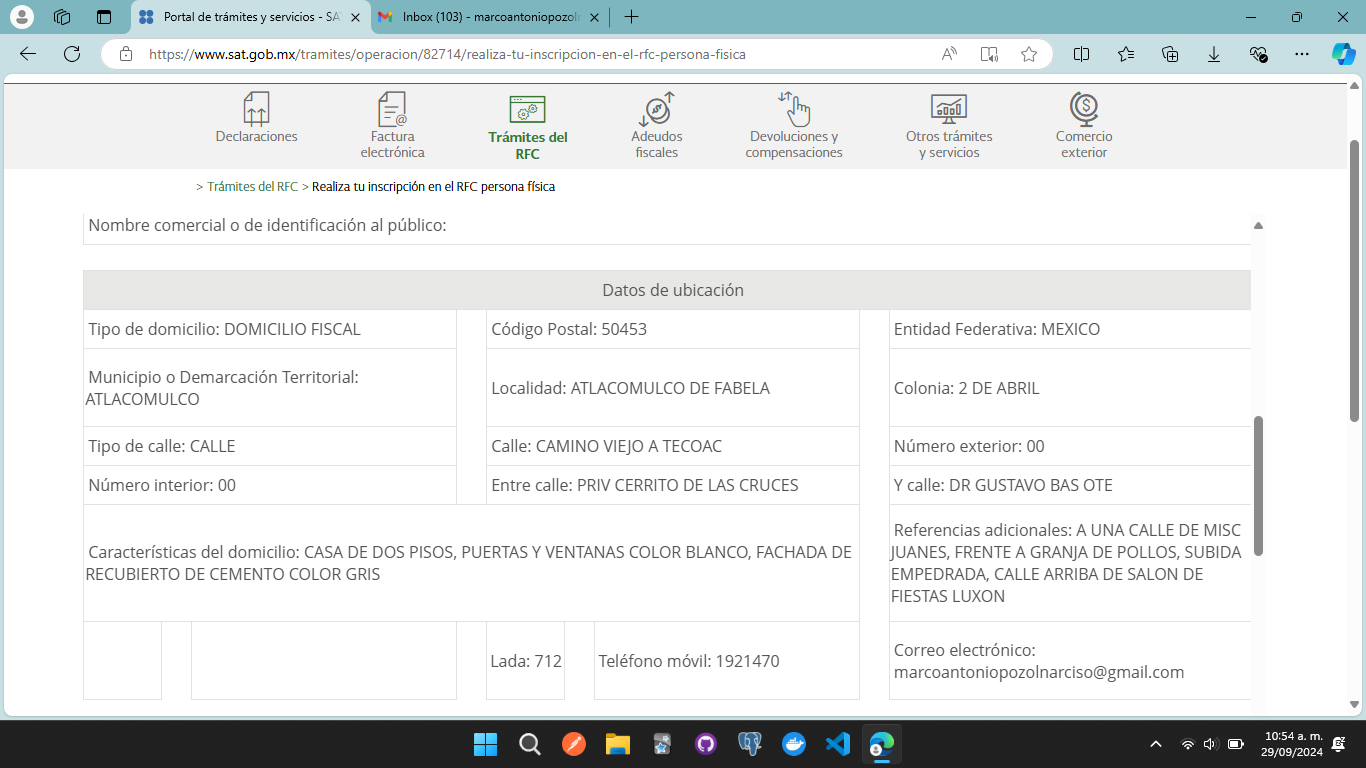 Portal de trámites y servicios - SA
Inbox (103) - marcoantoniopozoln
https://www.sat.gob.mx/tramites/operacion/82714/realiza-tu-inscripcion-en-el-rfc-persona-fisica
Declaraciones
Factura
electrónica
Trámites del
RFC
Adeudos
fiscales
Devoluciones y
compensaciones
Otros trámites
y servicios
Comercio
exterior
> Trámites del RFC > Realiza tu inscripción en el RFC persona física
Nombre comercial o de identificación al público:
Datos de ubicación
Tipo de domicilio: DOMICILIO FISCAL
Código Postal: 50453
Entidad Federativa: MEXICO
Municipio o Demarcación Territorial:
ATLACOMULCO
Localidad: ATLACOMULCO DE FABELA
Colonia: 2 DE ABRIL
Tipo de calle: CALLE
Calle: CAMINO VIEJO A TECOAC
Número exterior: 00
Número interior: 00
Entre calle: PRIV CERRITO DE LAS CRUCES
Y calle: DR GUSTAVO BAS OTE
Características del domicilio: CASA DE DOS PISOS, PUERTAS Y VENTANAS COLOR BLANCO, FACHADA DE
RECUBIERTO DE CEMENTO COLOR GRIS
Referencias adicionales: A UNA CALLE DE MISC
JUANES, FRENTE A GRANJA DE POLLOS, SUBIDA
EMPEDRADA, CALLE ARRIBA DE SALON DE
FIESTAS LUXON
Lada: 712
Teléfono móvil: 1921470
Correo electrónico:
marcoantoniopozolnarciso@gmail.com
10:54 a. m.
29/09/2024